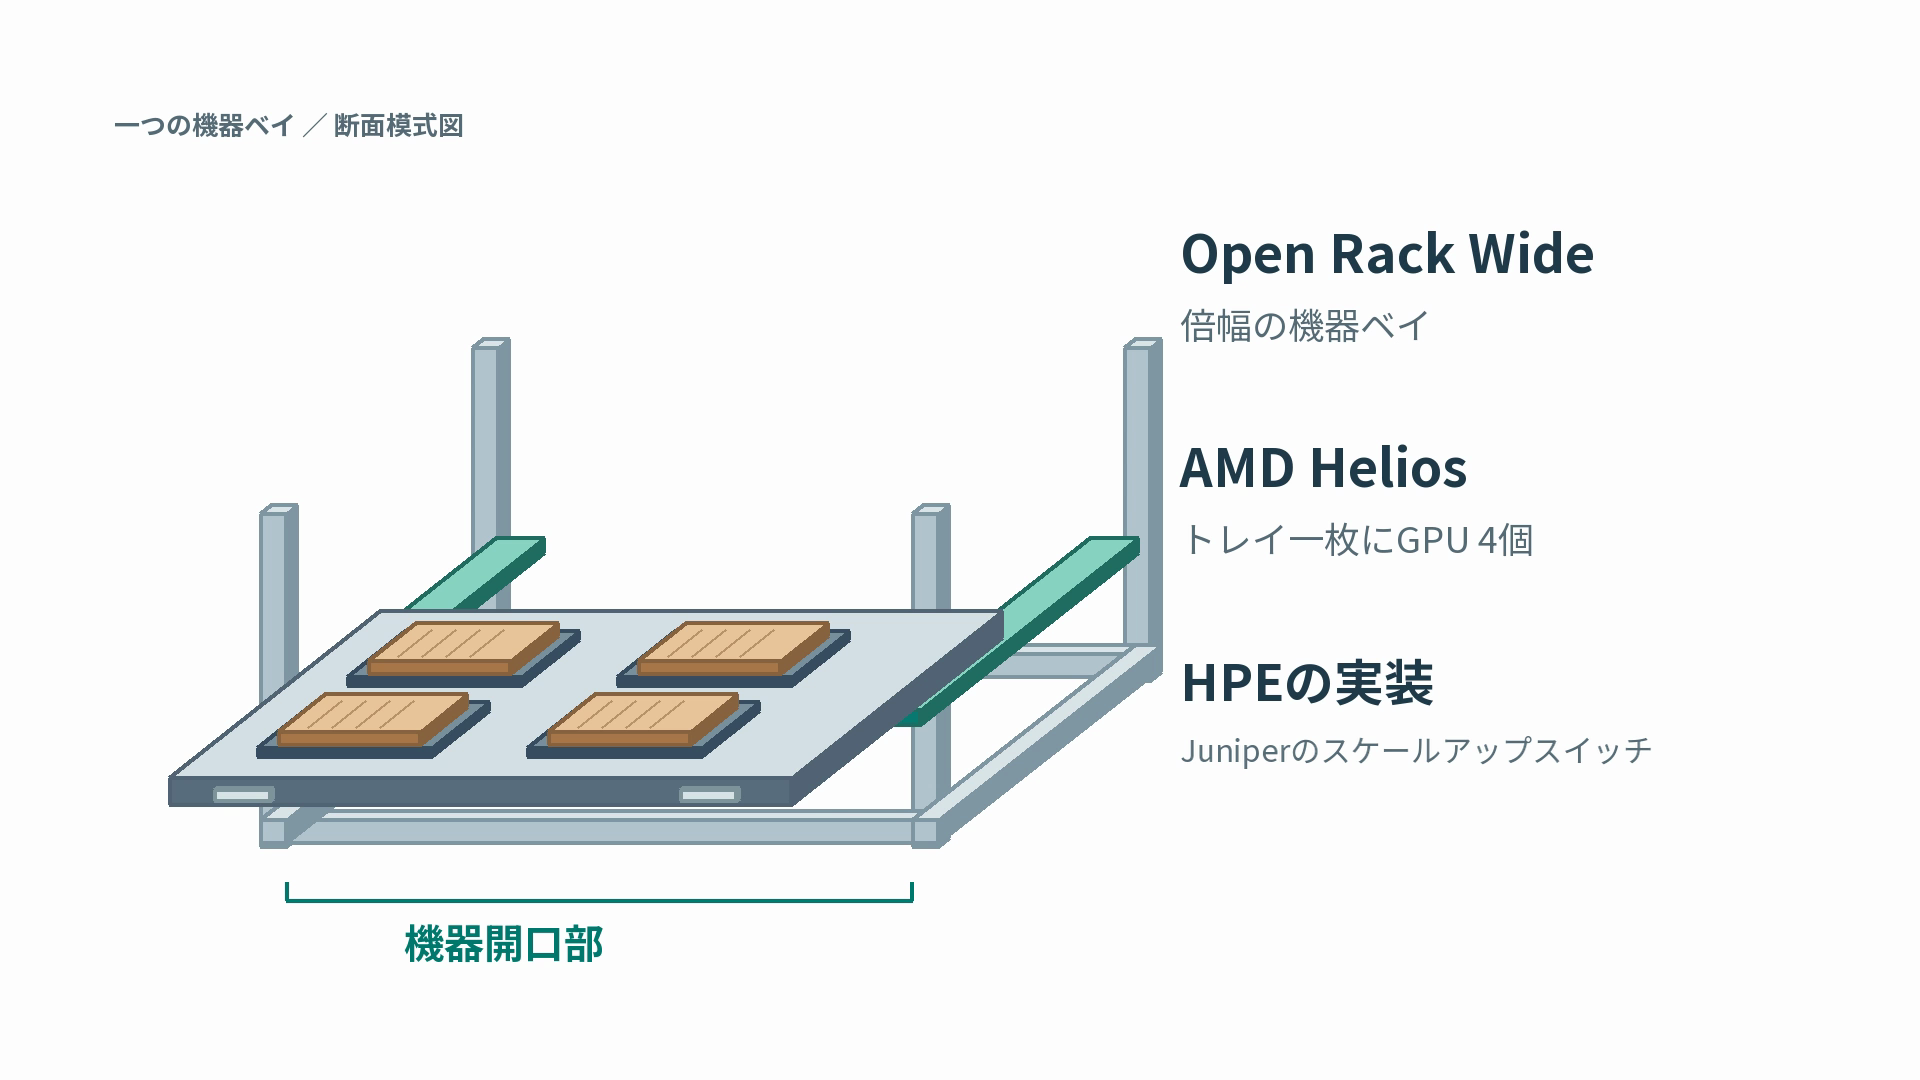 一つの機器ベイ ／ 断面模式図
Open Rack Wide
倍幅の機器ベイ
AMD Helios
トレイ一枚にGPU 4個
HPEの実装
Juniperのスケールアップスイッチ
機器開口部